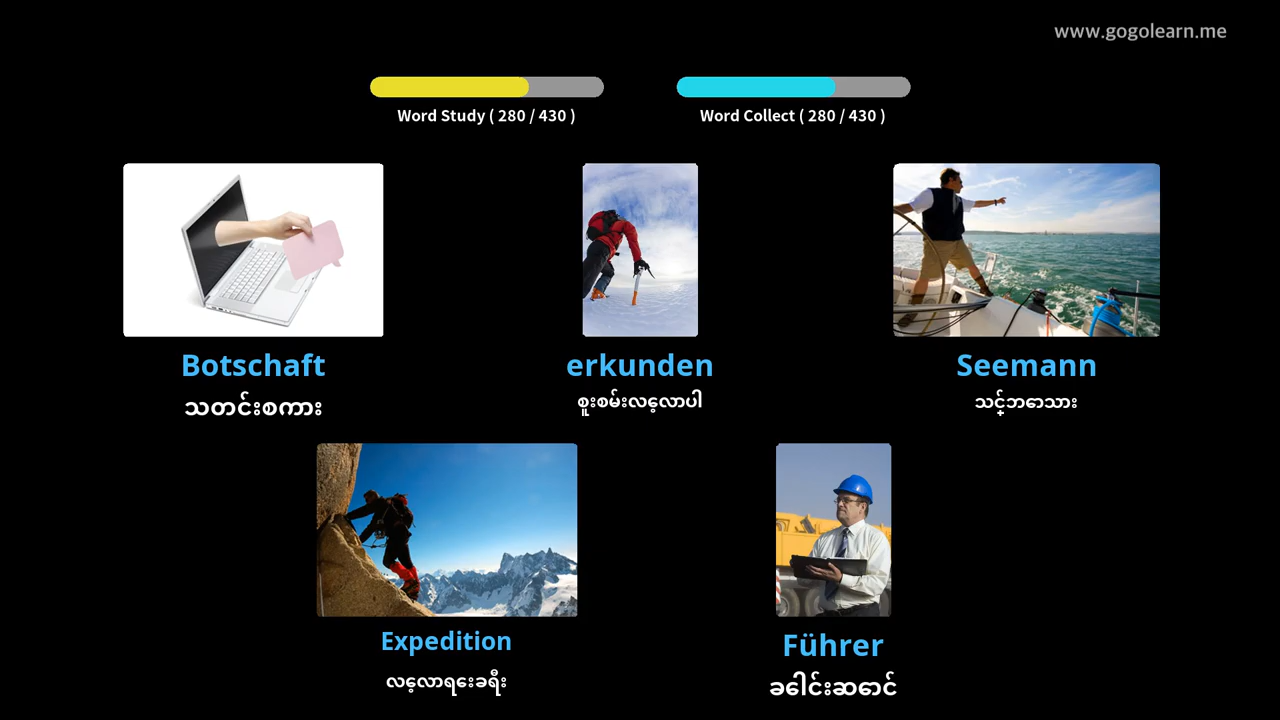 www.gogolearn.me
Word Study ( 280 / 430 )
Word Collect ( 280 / 430 )
Botschaft
erkunden
Seemann
သတင်းစကား
စူးစမ်းလေ့လာပါ
သင်္ဘောသား
Expedition
Führer
လေ့လာရေးခရီး
ခေါင်းဆောင်